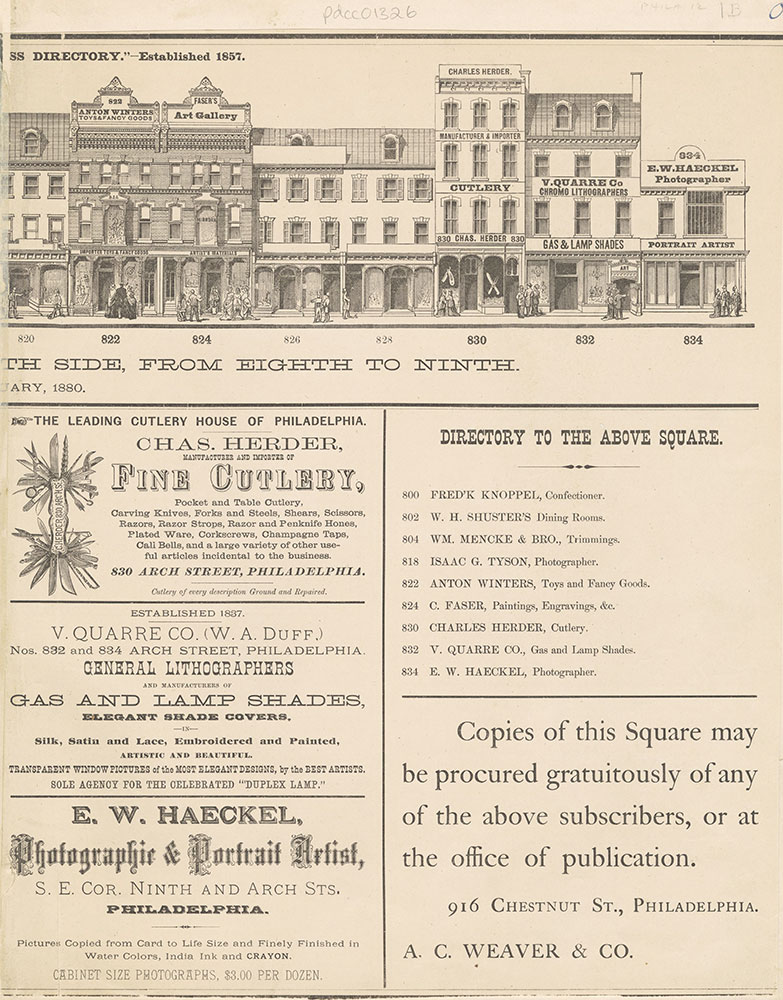 pdcc01326
1B
SS DIRECTORY."—Established 1857.
822
ANTON WINTERS
TOYS & FANCY GOODS
FASER'S
Art Gallery
IMPORTED TOYS & FANCY GOODS
ARTIST'S MATERIALS
CHARLES HERDER.
MANUFACTURER & IMPORTER
CUTLERY
830 CHAS. HERDER 830
V. QUARRE Co
CHROMO LITHOGRAPHERS
GAS & LAMP SHADES
ART
834
E. W. HAECKEL
Photographer
PORTRAIT ARTIST
820 822 824 826 828 830 832 834
TH SIDE, FROM EIGHTH TO NINTH.
ARY, 1880.
THE LEADING CUTLERY HOUSE OF PHILADELPHIA.
CHAS. HERDER,
MANUFACTURER AND IMPORTER OF
FINE CUTLERY,
Pocket and Table Cutlery,
Carving Knives, Forks and Steels, Shears, Scissors,
Razors, Razor Strops, Razor and Penknife Hones,
Plated Ware, Corkscrews, Champagne Taps,
Call Bells, and a large variety of other use-
ful articles incidental to the business.
830 ARCH STREET, PHILADELPHIA.
Cutlery of every description Ground and Repaired.
C. HERDER 830 ARCH ST.
ESTABLISHED 1837.
V. QUARRE CO. (W. A. DUFF,)
Nos. 832 and 834 ARCH STREET, PHILADELPHIA.
GENERAL LITHOGRAPHERS
AND MANUFACTURERS OF
GAS AND LAMP SHADES,
ELEGANT SHADE COVERS,
—IN—
Silk, Satin and Lace, Embroidered and Painted,
ARTISTIC AND BEAUTIFUL.
TRANSPARENT WINDOW PICTURES of the MOST ELEGANT DESIGNS, by the BEST ARTISTS.
SOLE AGENCY FOR THE CELEBRATED "DUPLEX LAMP."
E. W. HAECKEL,
Photographic & Portrait Artist,
S. E. COR. NINTH AND ARCH STS.
PHILADELPHIA.
Pictures Copied from Card to Life Size and Finely Finished in
Water Colors, India Ink and CRAYON.
CABINET SIZE PHOTOGRAPHS, $3.00 PER DOZEN.
DIRECTORY TO THE ABOVE SQUARE.
800 FRED'K KNOPPEL, Confectioner.
802 W. H. SHUSTER'S Dining Rooms.
804 WM. MENCKE & BRO., Trimmings.
818 ISAAC G. TYSON, Photographer.
822 ANTON WINTERS, Toys and Fancy Goods.
824 C. FASER, Paintings, Engravings, &c.
830 CHARLES HERDER, Cutlery.
832 V. QUARRE CO., Gas and Lamp Shades.
834 E. W. HAECKEL, Photographer.
Copies of this Square may
be procured gratuitously of any
of the above subscribers, or at
the office of publication.
916 CHESTNUT ST., PHILADELPHIA.
A. C. WEAVER & CO.